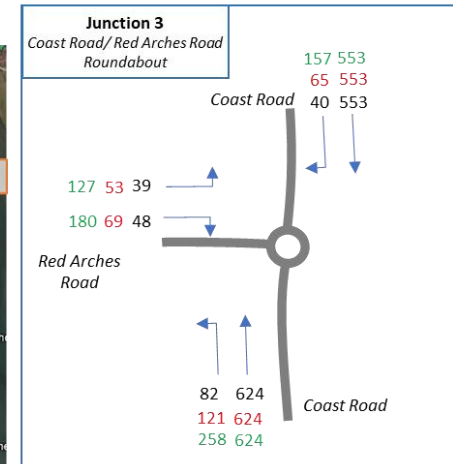 Junction 3
Coast Road/ Red Arches Road
Roundabout
157 553
65 553
Coast Road 40 553
127 53 39
180 69 48
Red Arches
Road
82 624
Coast Road
121 624
258 624